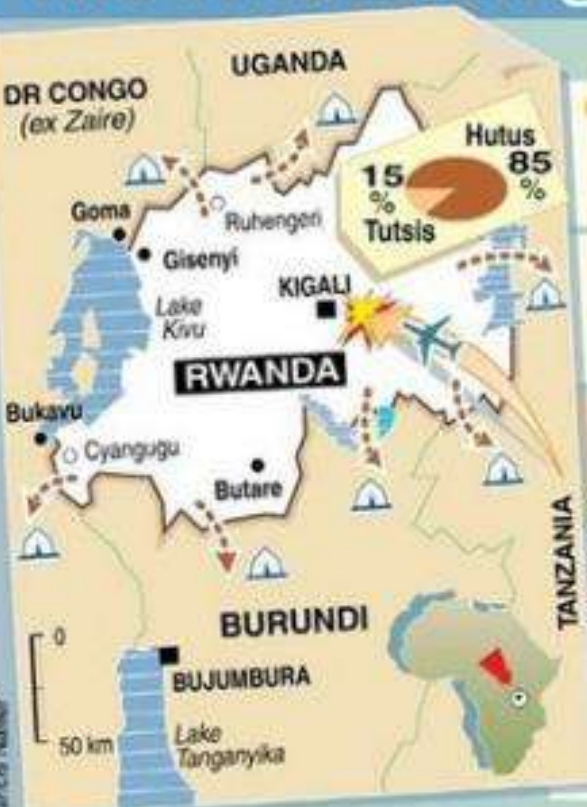 UGANDA
DR CONGO
(ex Zaire)
Hutus
85
%
15
%
Tutsis
Goma
Ruhengeri
Gisenyi
KIGALI
Lake
Kivu
RWANDA
Bukavu
Cyangugu
Butare
TANZANIA
BURUNDI
0
BUJUMBURA
50 km
Lake
Tanganyika